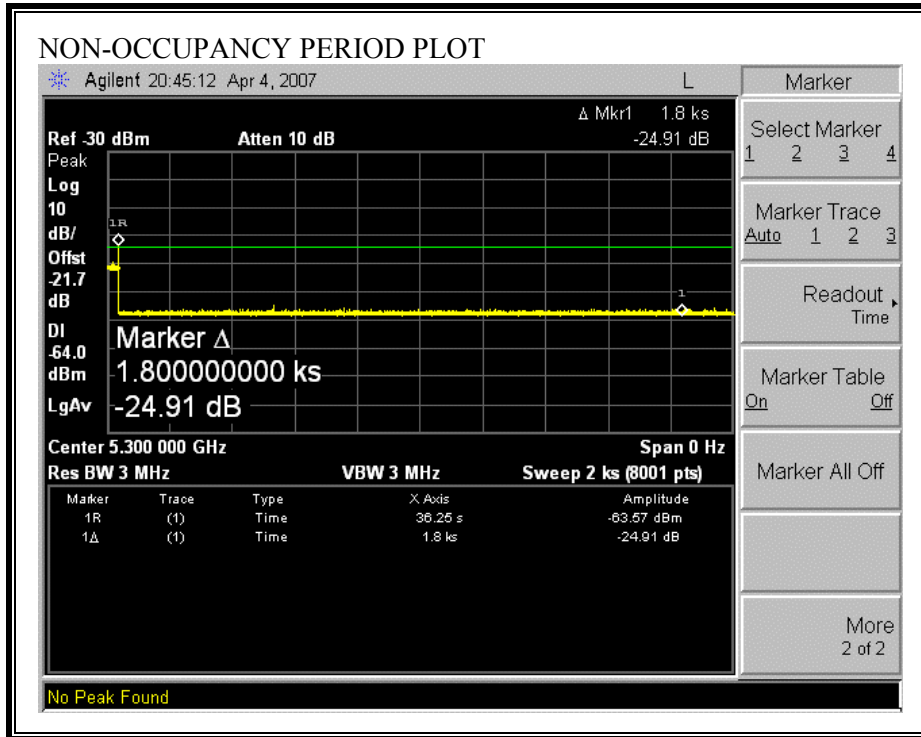 NON-OCCUPANCY PERIOD PLOT
Agilent 20:45:12 Apr 4, 2007 L
Δ Mkr1 1.8 ks
Ref -30 dBm Atten 10 dB -24.91 dB
Peak
Log
10
dB/
Offst
-21.7
dB
DI
-64.0
dBm
LgAv
1R
1
Marker Δ
1.800000000 ks
-24.91 dB
Center 5.300 000 GHz Span 0 Hz
Res BW 3 MHz VBW 3 MHz Sweep 2 ks (8001 pts)
Marker Trace Type X Axis Amplitude
1R (1) Time 36.25 s -63.57 dBm
1Δ (1) Time 1.8 ks -24.91 dB
No Peak Found
Marker
Select Marker
1 2 3 4
Marker Trace
Auto 1 2 3
Readout
Time
Marker Table
On Off
Marker All Off
More
2 of 2